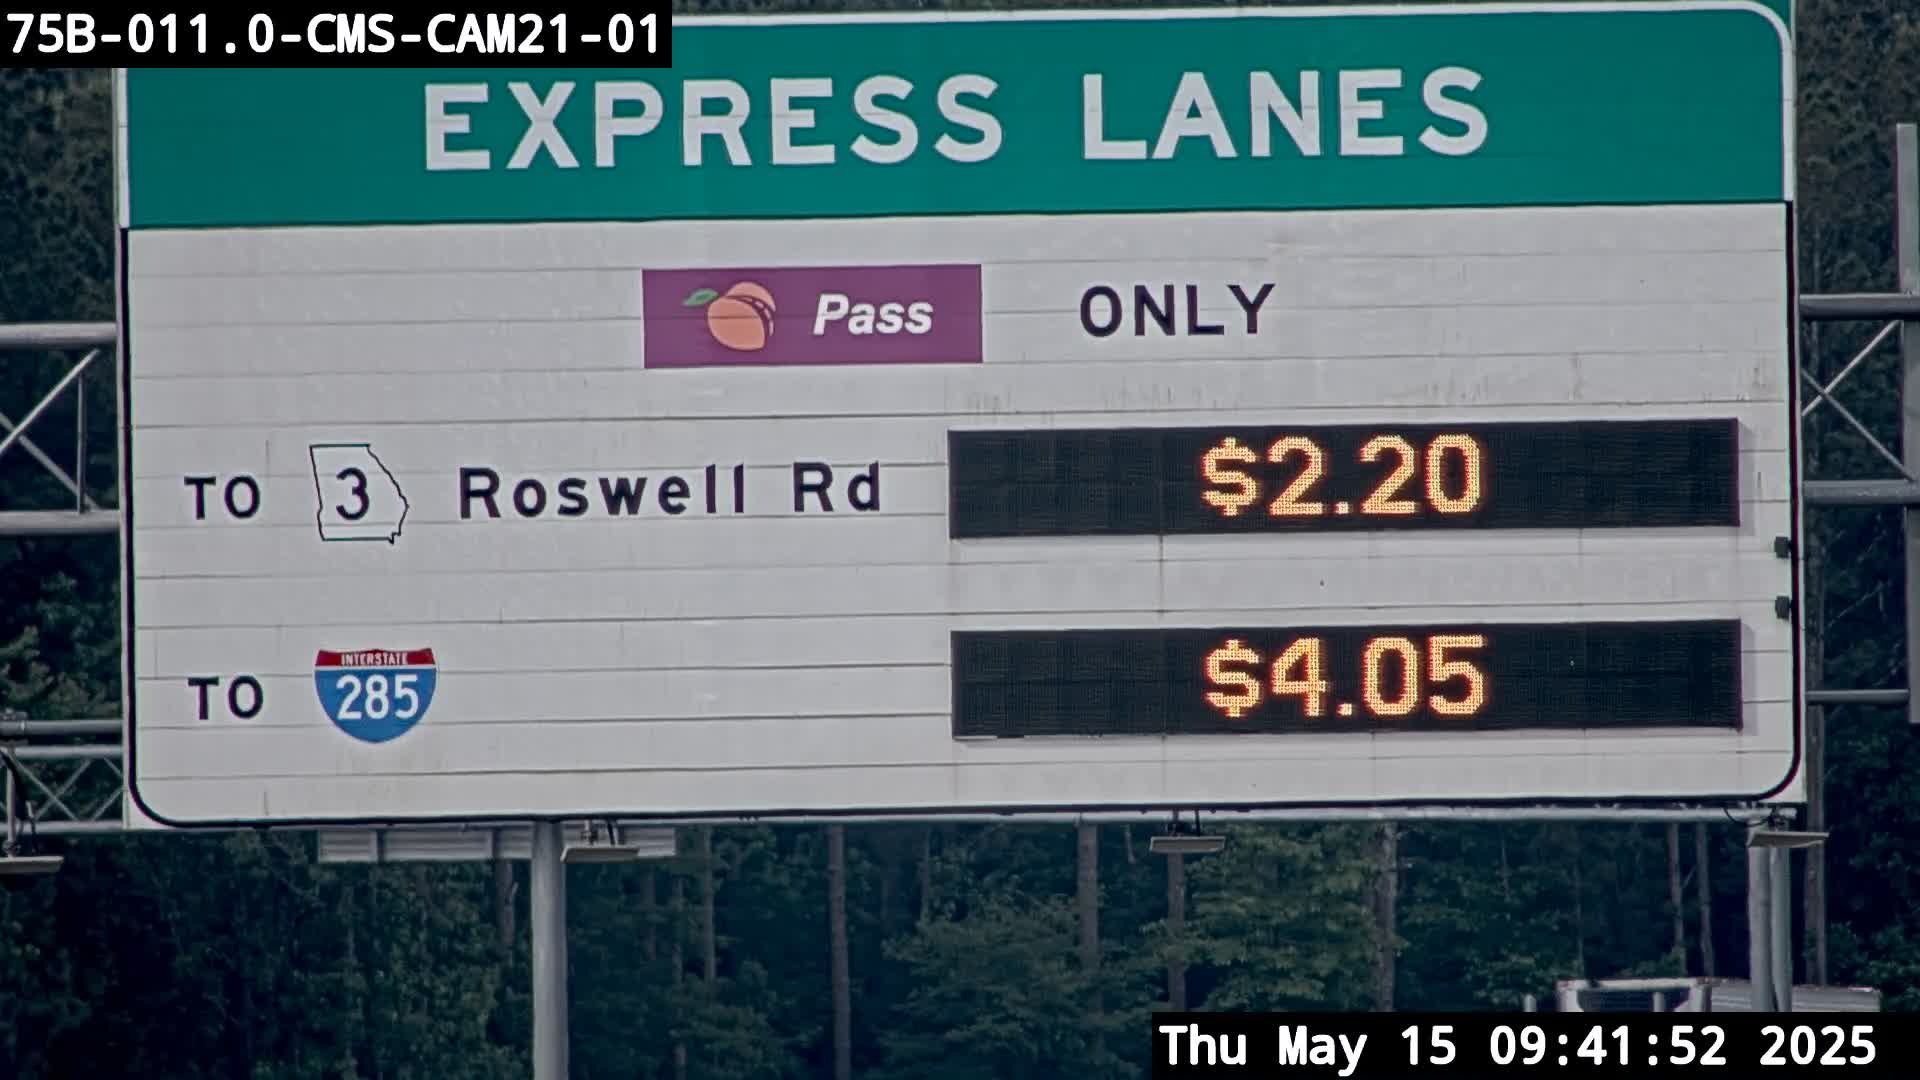 75B-011.0-CMS-CAM21-01
EXPRESS LANES
Pass ONLY
TO 3 Roswell Rd $2.20
TO INTERSTATE 285 $4.05
Thu May 15 09:41:52 2025